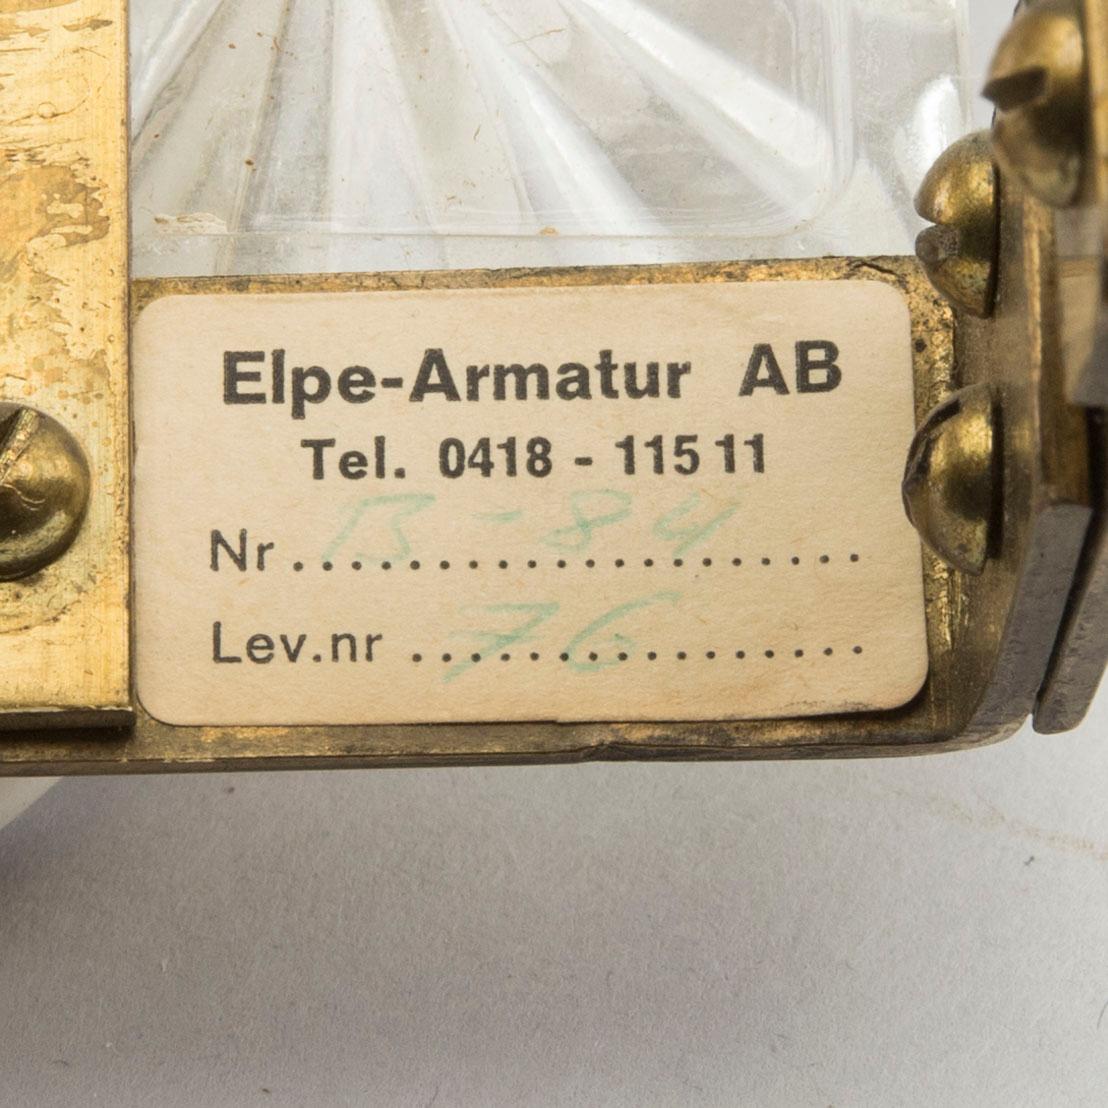 Elpe-Armatur AB
Tel. 0418 - 115 11
Nr B - 84
Lev.nr 76